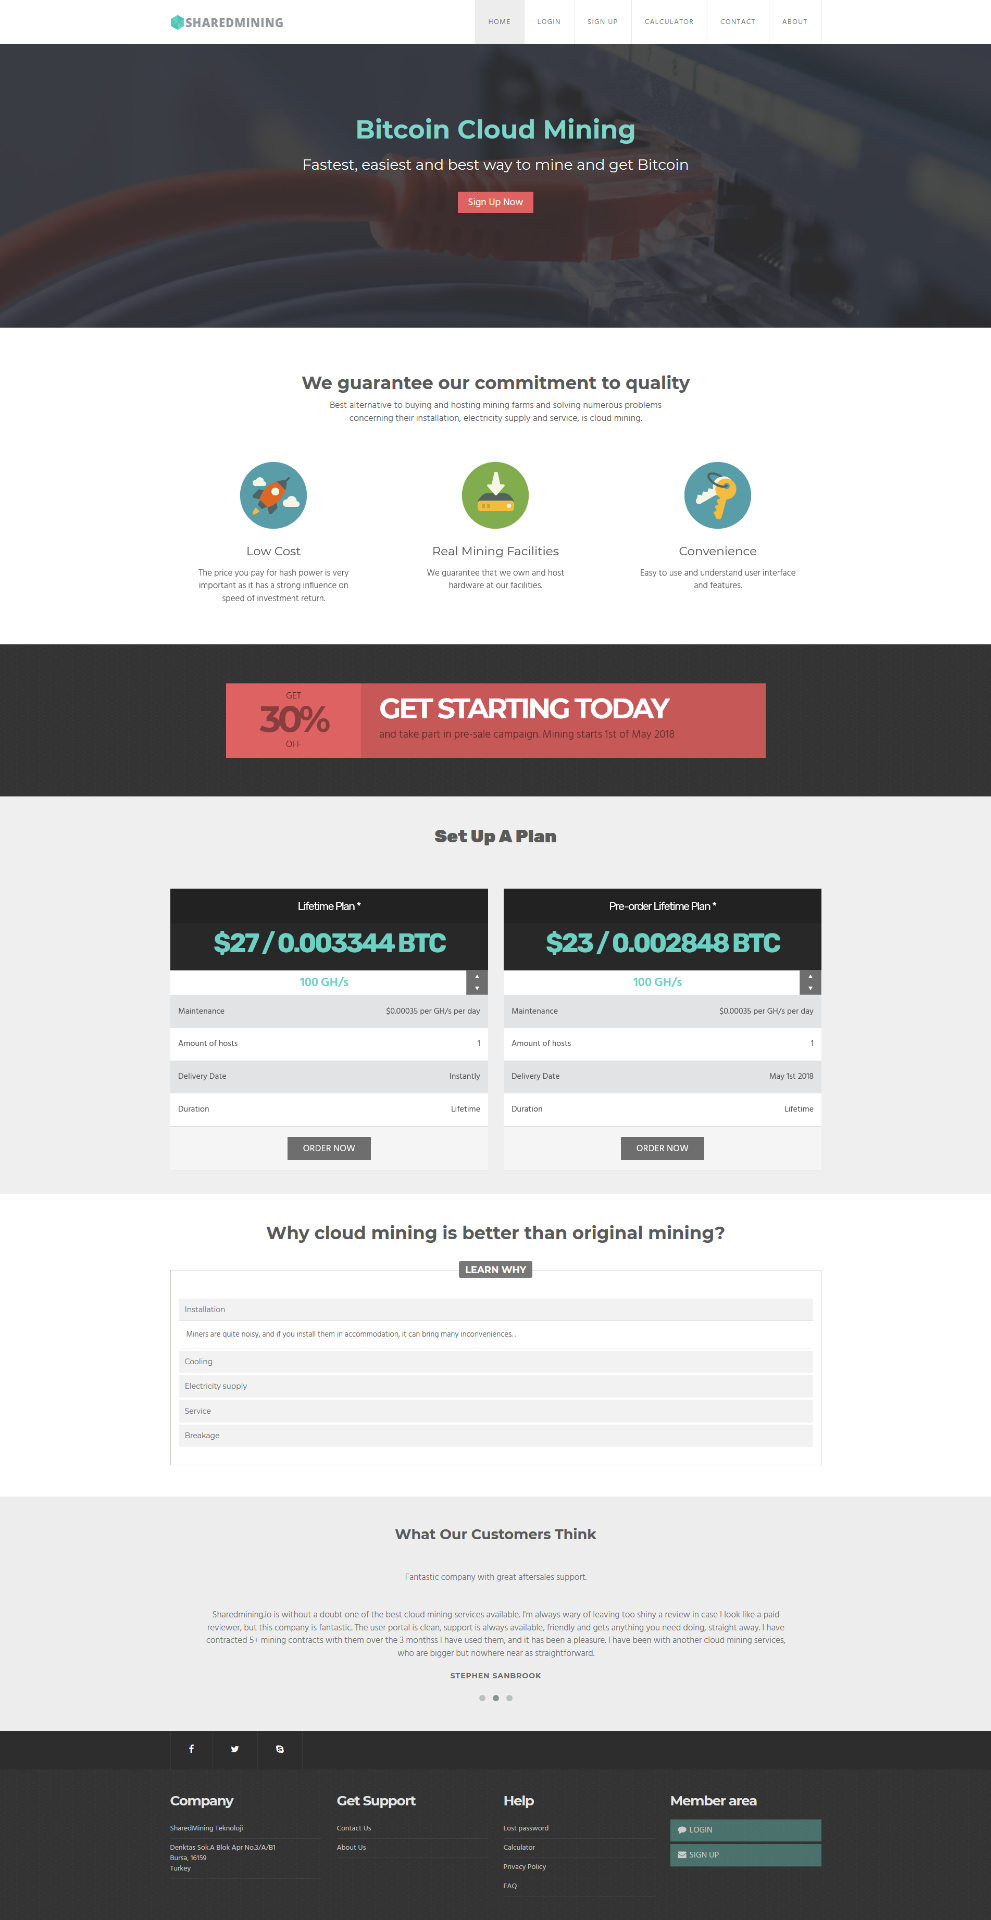 SHAREDMINING
HOME LOGIN SIGN UP CALCULATOR CONTACT ABOUT
Bitcoin Cloud Mining
Fastest, easiest and best way to mine and get Bitcoin
Sign Up Now
We guarantee our commitment to quality
Best alternative to buying and hosting mining farms and solving numerous problems
concerning their installation, electricity supply and service, is cloud mining.
Low Cost
The price you pay for hash power is very
important as it has a strong influence on
speed of investment return.
Real Mining Facilities
We guarantee that we own and host
hardware at our facilities.
Convenience
Easy to use and understand user interface
and features.
GET
30%
OFF
GET STARTING TODAY
and take part in pre-sale campaign. Mining starts 1st of May 2018
Set Up A Plan
Lifetime Plan *
$27 / 0.003344 BTC
100 GH/s
Maintenance $0.00035 per GH/s per day
Amount of hosts 1
Delivery Date Instantly
Duration Lifetime
ORDER NOW
Pre-order Lifetime Plan *
$23 / 0.002848 BTC
100 GH/s
Maintenance $0.00035 per GH/s per day
Amount of hosts 1
Delivery Date May 1st 2018
Duration Lifetime
ORDER NOW
Why cloud mining is better than original mining?
LEARN WHY
Installation
Miners are quite noisy, and if you install them in accommodation, it can bring many inconveniences...
Cooling
Electricity supply
Service
Breakage
What Our Customers Think
Fantastic company with great aftersales support.
Sharedmining.io is without a doubt one of the best cloud mining services available. I'm always wary of leaving too shiny a review in case I look like a paid
reviewer, but this company is fantastic. The user portal is clean, support is always available, friendly and gets anything you need doing, straight away. I have
contracted 5+ mining contracts with them over the 3 monthss I have used them, and it has been a pleasure. I have been with another cloud mining services,
who are bigger but nowhere near as straightforward.
STEPHEN SANBROOK
Company
SharedMining Teknoloji
Denktas Sok.A Blok Apr No.3/A/B1
Bursa, 16159
Turkey
Get Support
Contact Us
About Us
Help
Lost password
Calculator
Privacy Policy
FAQ
Member area
LOGIN
SIGN UP